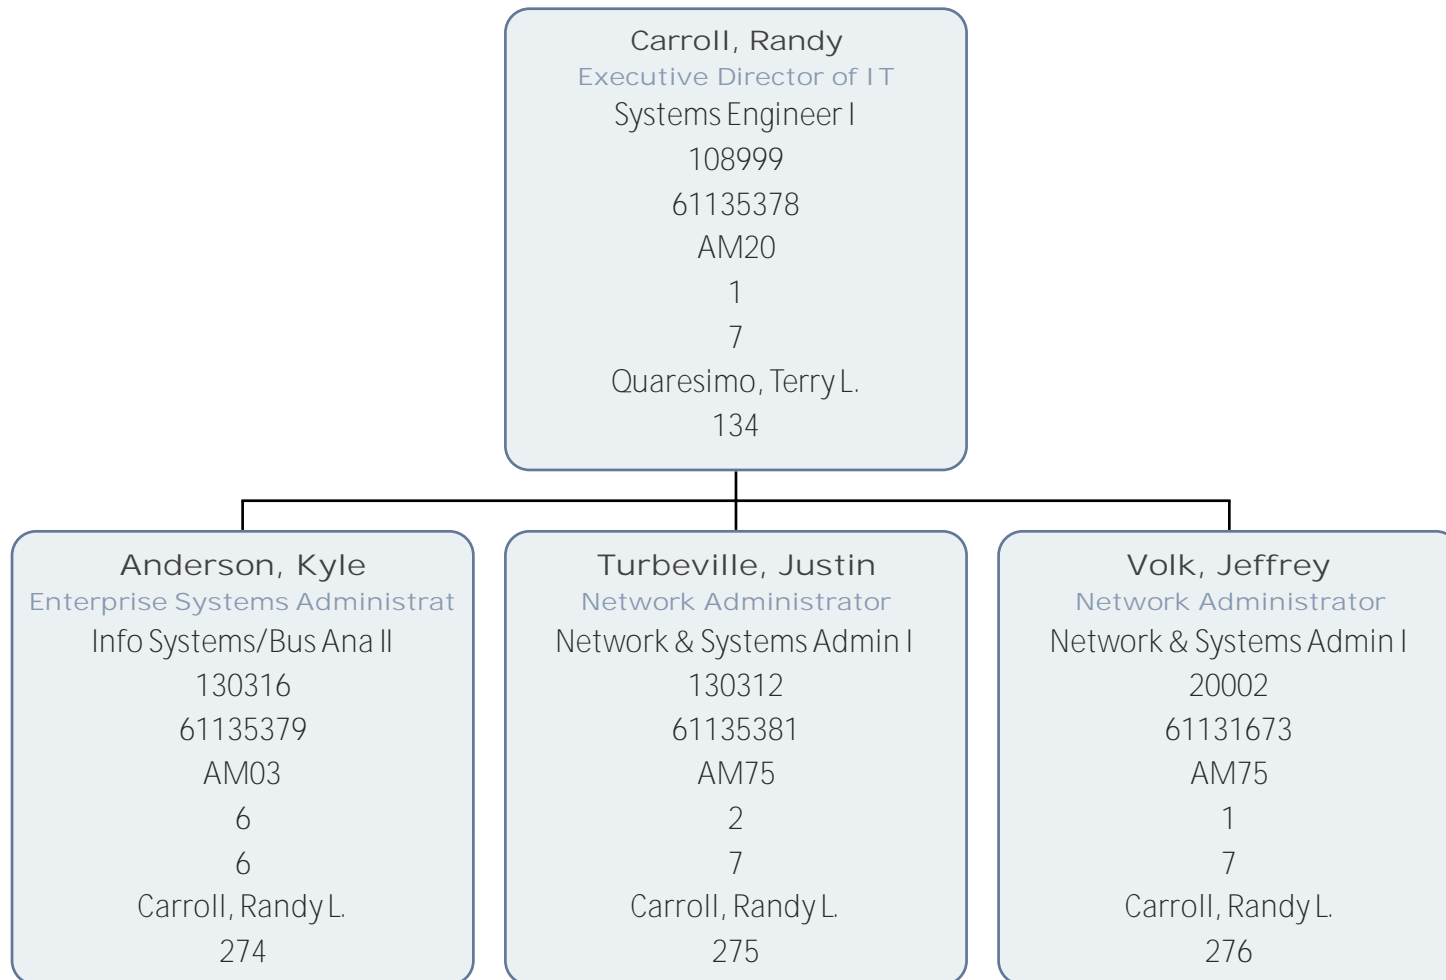 Carroll, Randy
Executive Director of IT
Systems Engineer I
108999
61135378
AM20
1
7
Quaresimo, Terry L.
134
Anderson, Kyle
Enterprise Systems Administrat
Info Systems/Bus Ana II
130316
61135379
AM03
6
6
Carroll, Randy L.
274
Turbeville, Justin
Network Administrator
Network & Systems Admin I
130312
61135381
AM75
2
7
Carroll, Randy L.
275
Volk, Jeffrey
Network Administrator
Network & Systems Admin I
20002
61131673
AM75
1
7
Carroll, Randy L.
276